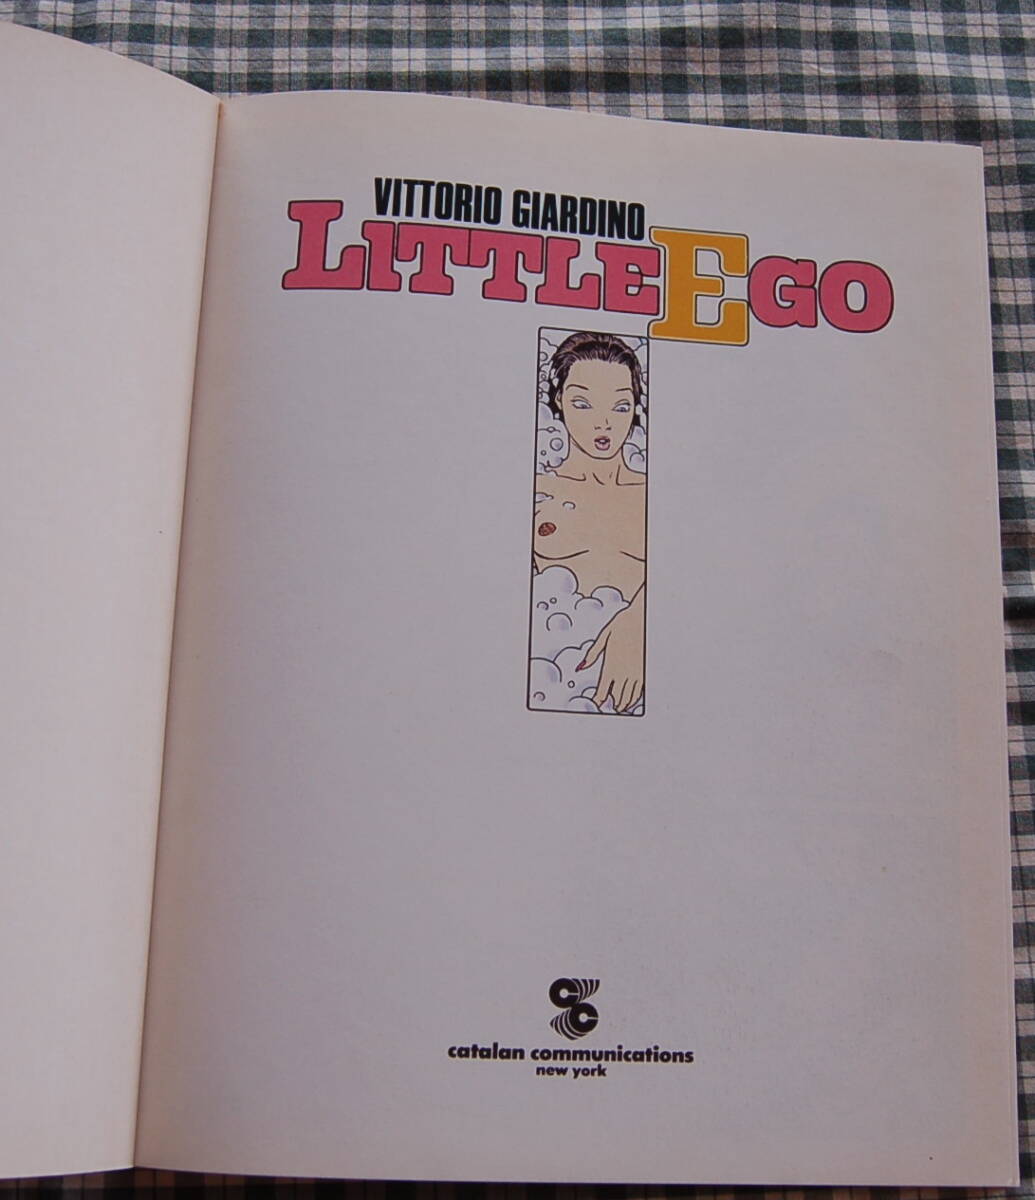 VITTORIO GIARDINO
LITTLE EGO
catalan communications
new york